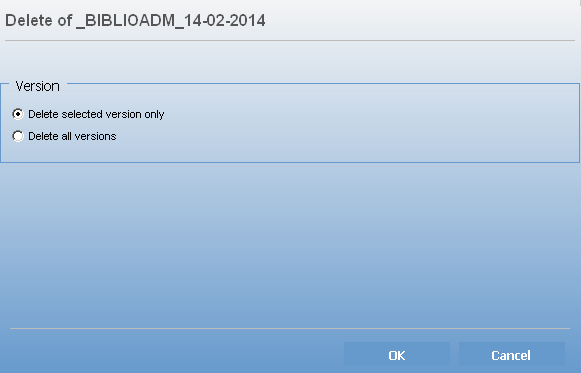 Delete of _BIBLIOADM_14-02-2014
Version
Delete selected version only
Delete all versions
OK
Cancel